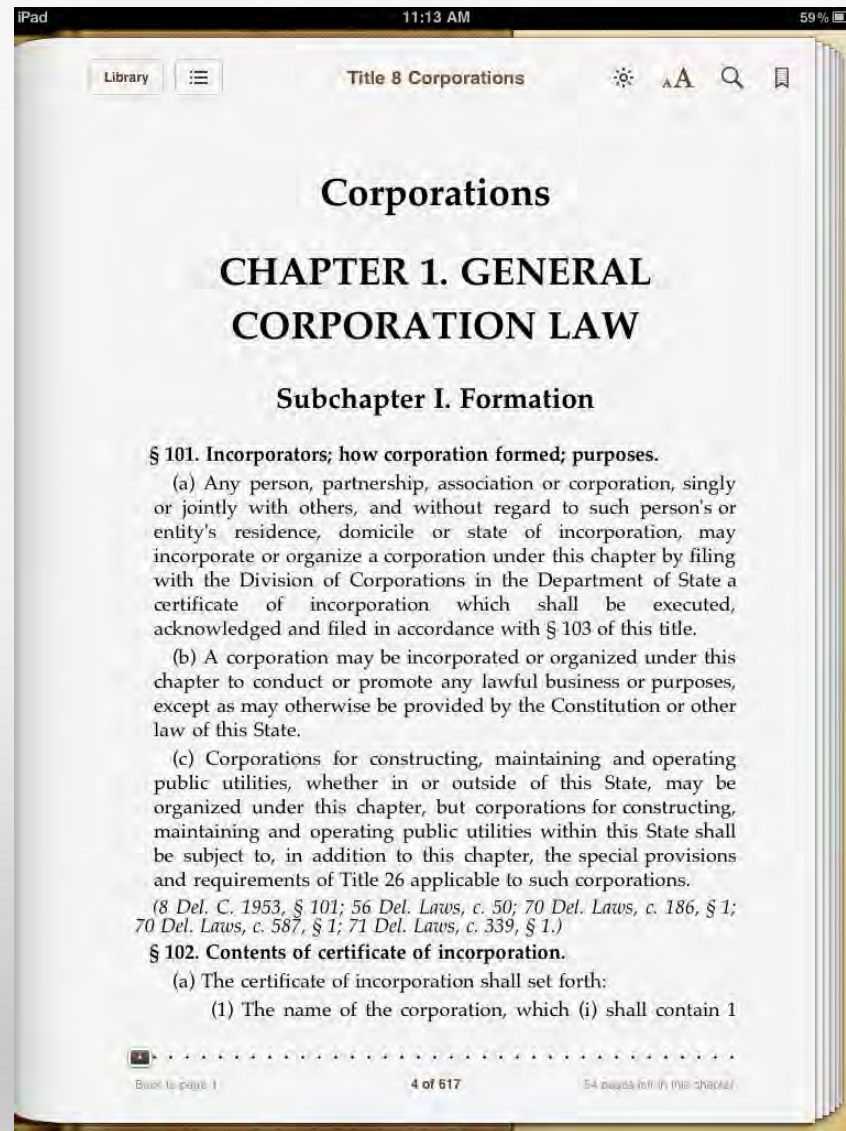 iPad 11:13 AM 59%
Library Title 8 Corporations AA
Corporations
CHAPTER 1. GENERAL
CORPORATION LAW
Subchapter I. Formation
§ 101. Incorporators; how corporation formed; purposes.
(a) Any person, partnership, association or corporation, singly
or jointly with others, and without regard to such person's or
entity's residence, domicile or state of incorporation, may
incorporate or organize a corporation under this chapter by filing
with the Division of Corporations in the Department of State a
certificate of incorporation which shall be executed,
acknowledged and filed in accordance with § 103 of this title.
(b) A corporation may be incorporated or organized under this
chapter to conduct or promote any lawful business or purposes,
except as may otherwise be provided by the Constitution or other
law of this State.
(c) Corporations for constructing, maintaining and operating
public utilities, whether in or outside of this State, may be
organized under this chapter, but corporations for constructing,
maintaining and operating public utilities within this State shall
be subject to, in addition to this chapter, the special provisions
and requirements of Title 26 applicable to such corporations.
(8 Del. C. 1953, § 101; 56 Del. Laws, c. 50; 70 Del. Laws, c. 186, § 1;
70 Del. Laws, c. 587, § 1; 71 Del. Laws, c. 339, § 1.)
§ 102. Contents of certificate of incorporation.
(a) The certificate of incorporation shall set forth:
(1) The name of the corporation, which (i) shall contain 1
Back to page 1 4 of 617 54 pages left in this chapter